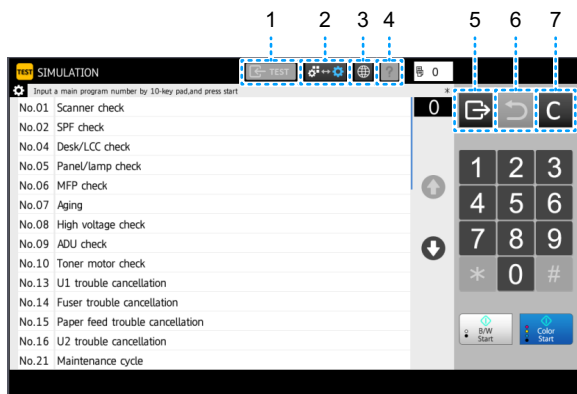 1 2 3 4 5 6 7
TEST SIMULATION TEST ? 0
Input a main program number by 10-key pad,and press start *
0 C
No.01 Scanner check
No.02 SPF check
No.04 Desk/LCC check
No.05 Panel/lamp check
No.06 MFP check
No.07 Aging
No.08 High voltage check
No.09 ADU check
No.10 Toner motor check
No.13 U1 trouble cancellation
No.14 Fuser trouble cancellation
No.15 Paper feed trouble cancellation
No.16 U2 trouble cancellation
No.21 Maintenance cycle
1 2 3
4 5 6
7 8 9
* 0 #
B/W
Start
Color
Start